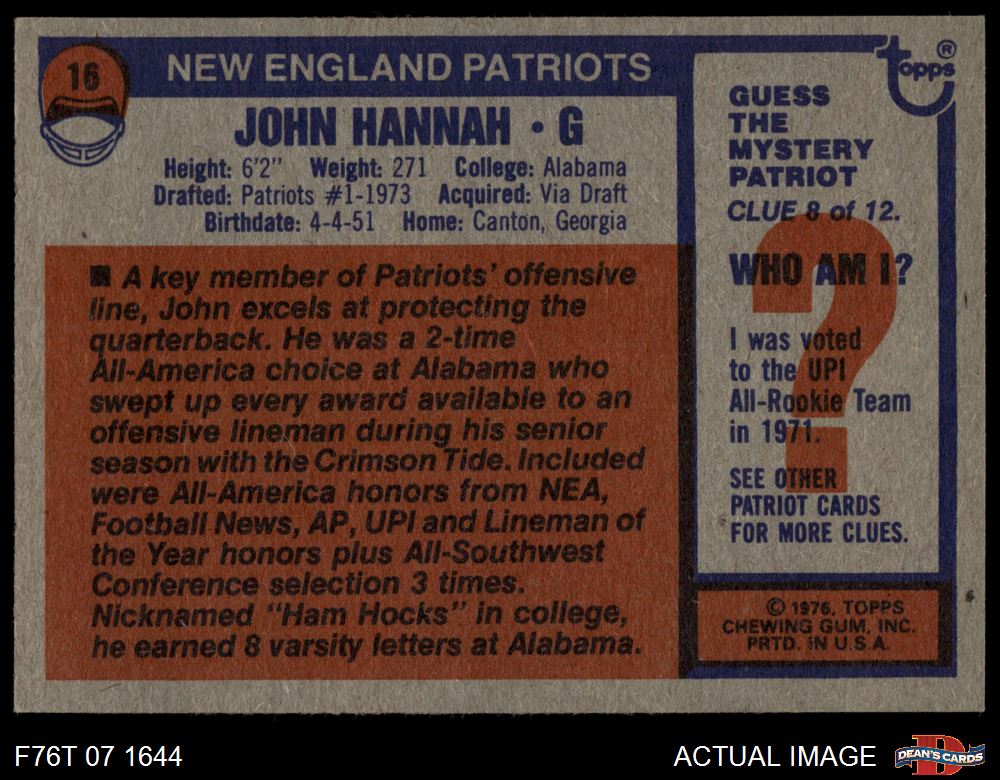 16
NEW ENGLAND PATRIOTS
JOHN HANNAH • G
Height: 6'2" Weight: 271 College: Alabama
Drafted: Patriots #1-1973 Acquired: Via Draft
Birthdate: 4-4-51 Home: Canton, Georgia
■ A key member of Patriots' offensive
line, John excels at protecting the
quarterback. He was a 2-time
All-America choice at Alabama who
swept up every award available to an
offensive lineman during his senior
season with the Crimson Tide. Included
were All-America honors from NEA,
Football News, AP, UPI and Lineman of
the Year honors plus All-Southwest
Conference selection 3 times.
Nicknamed "Ham Hocks" in college,
he earned 8 varsity letters at Alabama.
topps®
GUESS
THE
MYSTERY
PATRIOT
CLUE 8 of 12.
WHO AM I?
?
I was voted
to the UPI
All-Rookie Team
in 1971.
SEE OTHER
PATRIOT CARDS
FOR MORE CLUES.
© 1976, TOPPS
CHEWING GUM, INC.
PRTD. IN U.S.A.
F76T 07 1644
ACTUAL IMAGE
D
DEAN'S CARDS